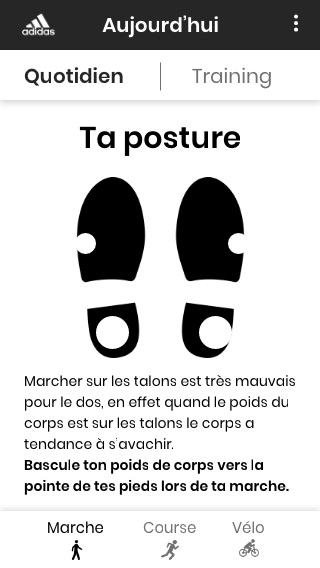 adidas
Aujourd'hui
Quotidien
Training
Ta posture
Marcher sur les talons est très mauvais
pour le dos, en effet quand le poids du
corps est sur les talons le corps a
tendance à s'avachir.
Bascule ton poids de corps vers la
pointe de tes pieds lors de ta marche.
Marche
Course
Vélo